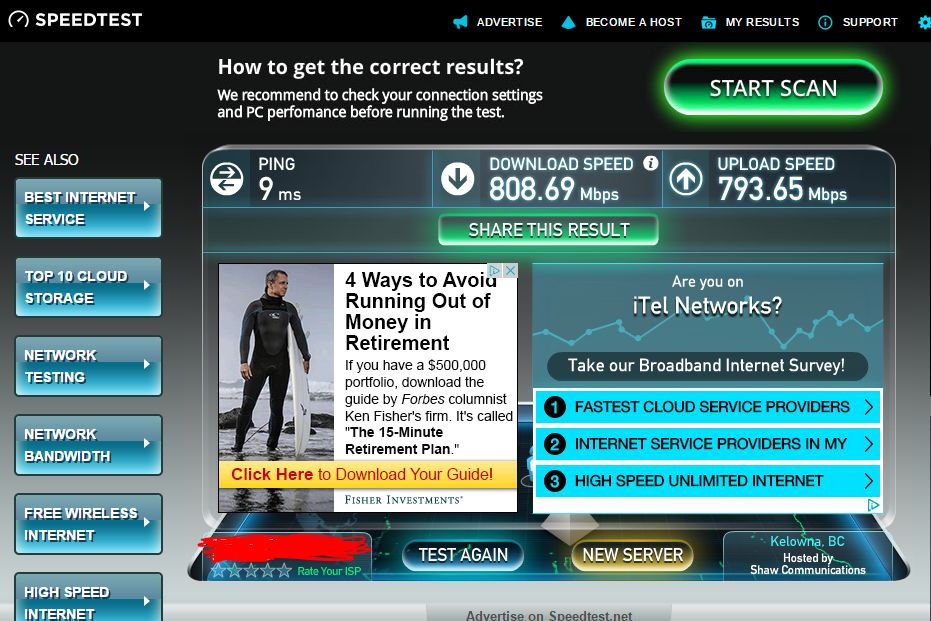 SPEEDTEST
ADVERTISE
BECOME A HOST
MY RESULTS
SUPPORT
How to get the correct results?
We recommend to check your connection settings
and PC perfomance before running the test.
START SCAN
SEE ALSO
BEST INTERNET
SERVICE
TOP 10 CLOUD
STORAGE
NETWORK
TESTING
NETWORK
BANDWIDTH
FREE WIRELESS
INTERNET
HIGH SPEED
INTERNET
PING
9 ms
DOWNLOAD SPEED
808.69 Mbps
UPLOAD SPEED
793.65 Mbps
SHARE THIS RESULT
4 Ways to Avoid
Running Out of
Money in
Retirement
If you have a $500,000
portfolio, download the
guide by Forbes columnist
Ken Fisher's firm. It's called
"The 15-Minute
Retirement Plan."
Click Here to Download Your Guide!
FISHER INVESTMENTS
Are you on
iTel Networks?
Take our Broadband Internet Survey!
1 FASTEST CLOUD SERVICE PROVIDERS
2 INTERNET SERVICE PROVIDERS IN MY
3 HIGH SPEED UNLIMITED INTERNET
Rate Your ISP
TEST AGAIN
NEW SERVER
Kelowna, BC
Hosted by
Shaw Communications
Advertise on Speedtest.net